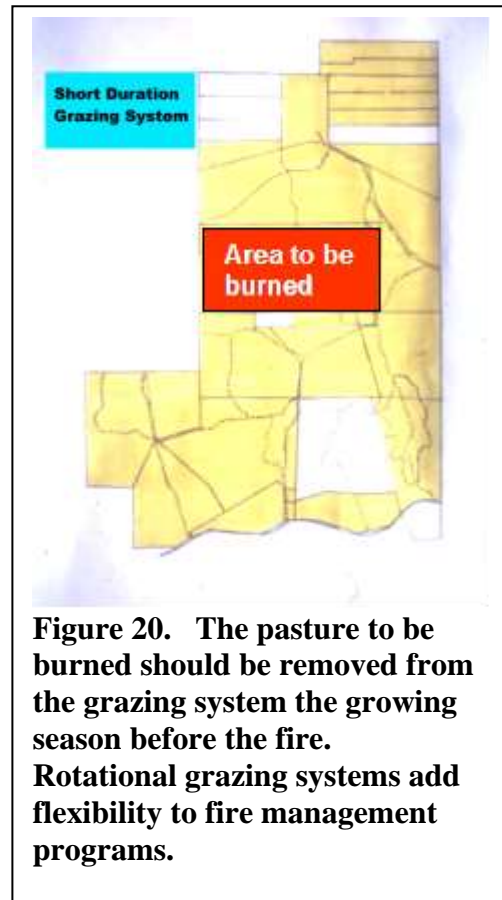 Short Duration
Grazing System
Area to be
burned
Figure 20.   The pasture to be
burned should be removed from
the grazing system the growing
season before the fire.
Rotational grazing systems add
flexibility to fire management
programs.